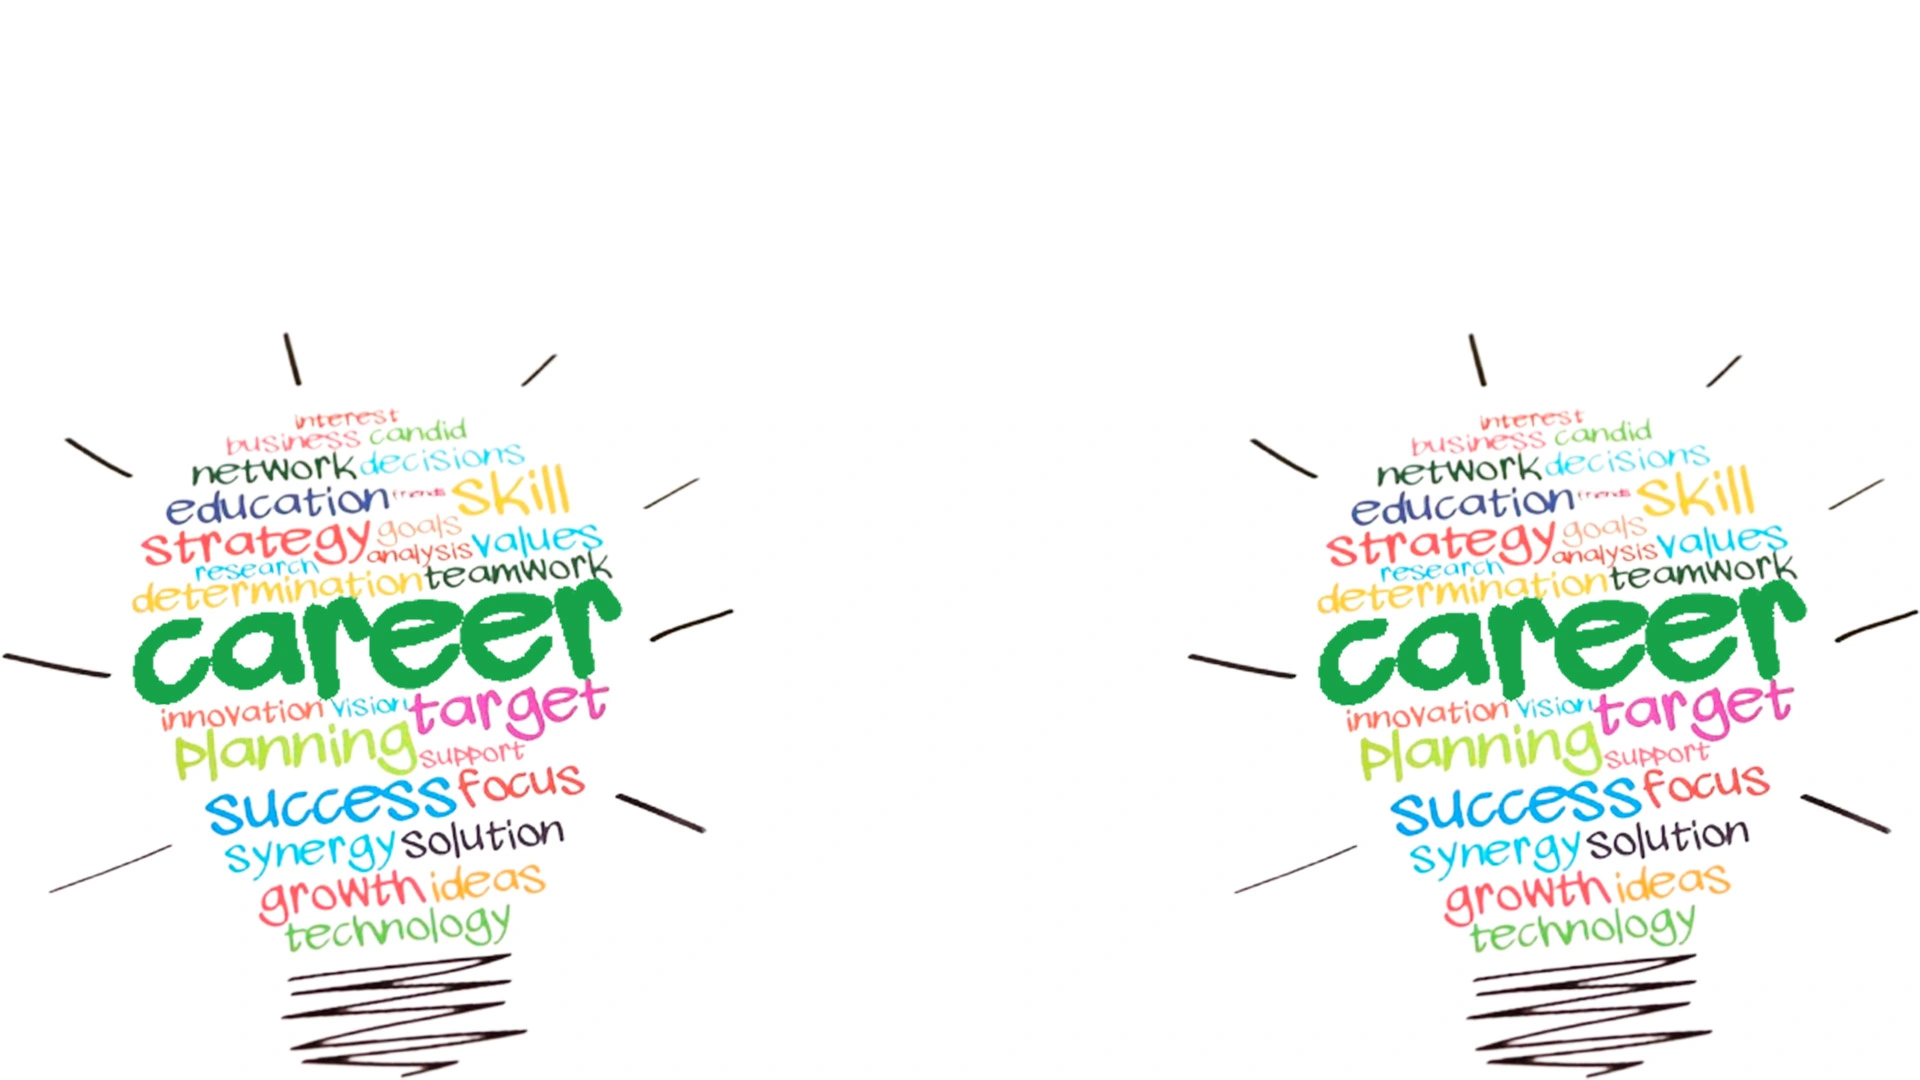 interest
business candid
network decisions
education trends skill
strategy goals
analysis values
research
determination teamwork
career
innovation vision target
planning support
success focus
synergy solution
growth ideas
technology
interest
business candid
network decisions
education trends skill
strategy goals
analysis values
research
determination teamwork
career
innovation vision target
planning support
success focus
synergy solution
growth ideas
technology